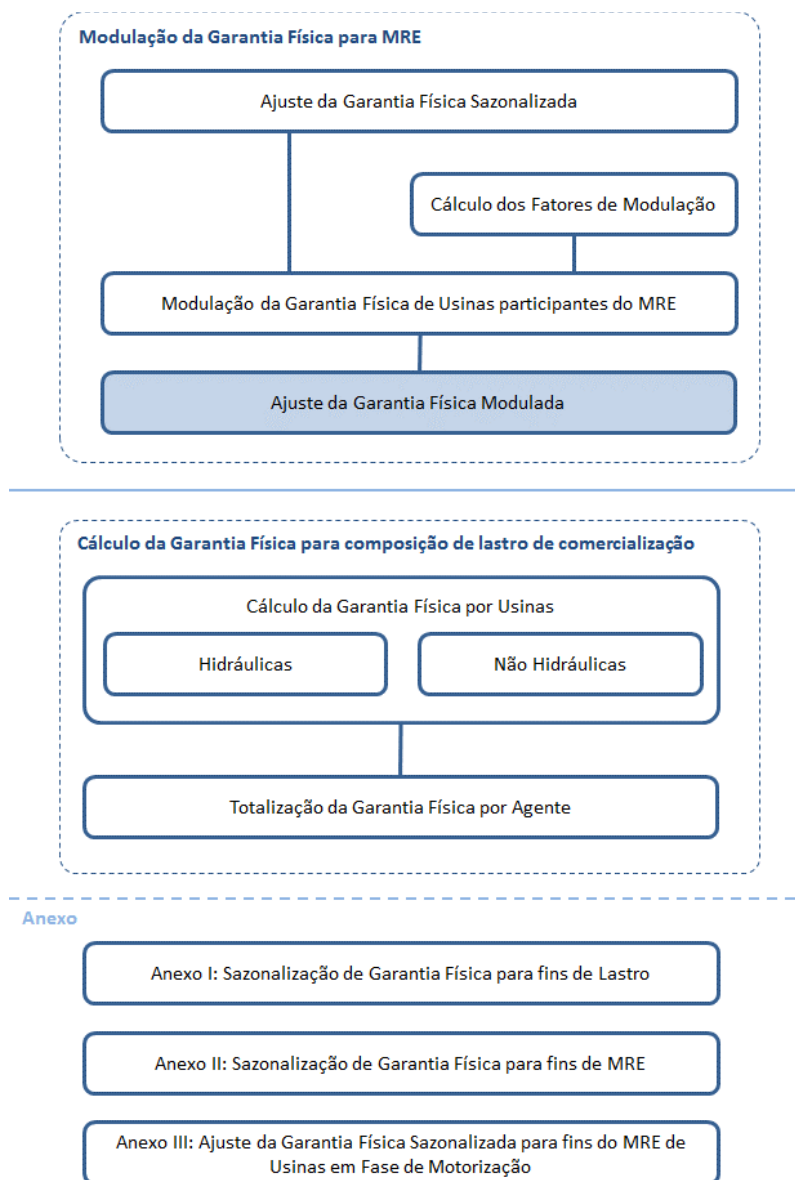 Modulação da Garantia Física para MRE
Ajuste da Garantia Física Sazonalizada
Cálculo dos Fatores de Modulação
Modulação da Garantia Física de Usinas participantes do MRE
Ajuste da Garantia Física Modulada
Cálculo da Garantia Física para composição de lastro de comercialização
Cálculo da Garantia Física por Usinas
Hidráulicas
Não Hidráulicas
Totalização da Garantia Física por Agente
Anexo
Anexo I: Sazonalização de Garantia Física para fins de Lastro
Anexo II: Sazonalização de Garantia Física para fins de MRE
Anexo III: Ajuste da Garantia Física Sazonalizada para fins do MRE de
Usinas em Fase de Motorização